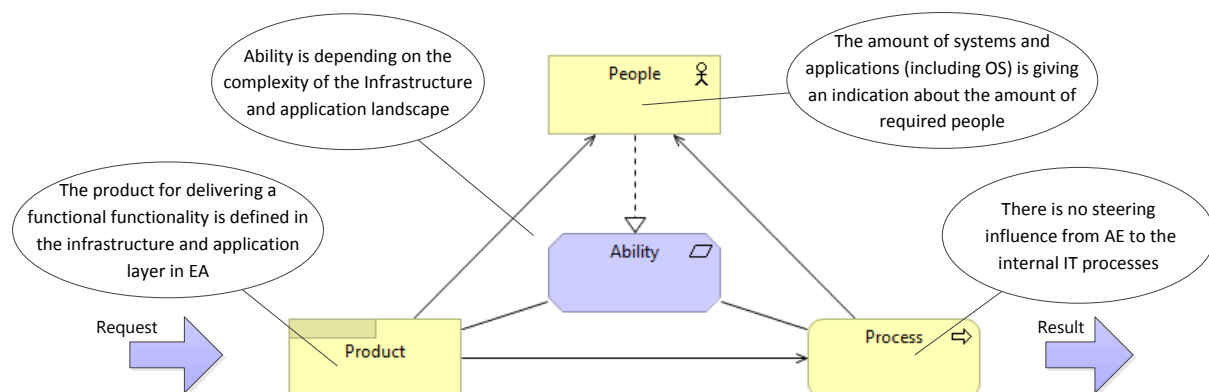 Ability is depending on the
complexity of the Infrastructure
and application landscape
People
The amount of systems and
applications (including OS) is giving
an indication about the amount of
required people
The product for delivering a
functional functionality is defined in
the infrastructure and application
layer in EA
Ability
There is no steering
influence from AE to the
internal IT processes
Request
Product
Process
Result